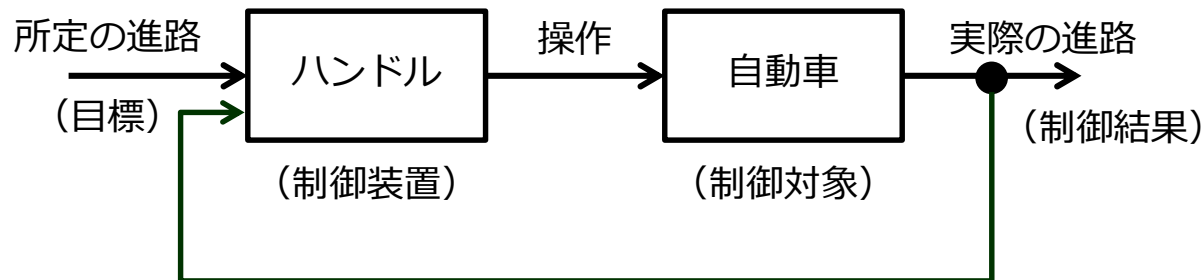 所定の進路
（目標）
ハンドル
（制御装置）
操作
自動車
（制御対象）
実際の進路
（制御結果）